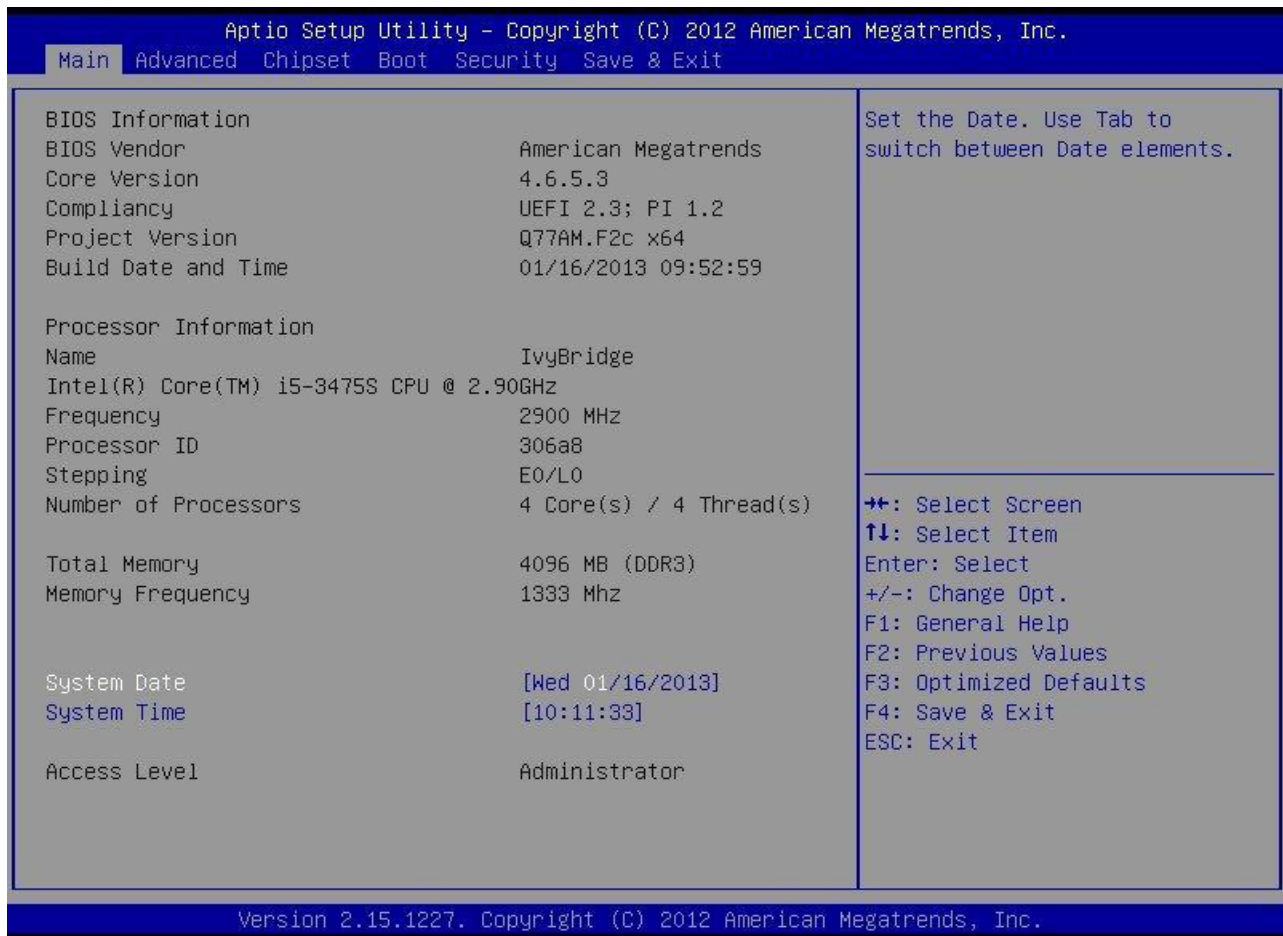 Aptio Setup Utility – Copyright (C) 2012 American Megatrends, Inc.
Main Advanced Chipset Boot Security Save & Exit
BIOS Information
BIOS Vendor American Megatrends
Core Version 4.6.5.3
Compliancy UEFI 2.3; PI 1.2
Project Version Q77AM.F2c x64
Build Date and Time 01/16/2013 09:52:59
Processor Information
Name IvyBridge
Intel(R) Core(TM) i5-3475S CPU @ 2.90GHz
Frequency 2900 MHz
Processor ID 306a8
Stepping E0/L0
Number of Processors 4 Core(s) / 4 Thread(s)
Total Memory 4096 MB (DDR3)
Memory Frequency 1333 Mhz
System Date [Wed 01/16/2013]
System Time [10:11:33]
Access Level Administrator
Set the Date. Use Tab to
switch between Date elements.
→←: Select Screen
↑↓: Select Item
Enter: Select
+/-: Change Opt.
F1: General Help
F2: Previous Values
F3: Optimized Defaults
F4: Save & Exit
ESC: Exit
Version 2.15.1227. Copyright (C) 2012 American Megatrends, Inc.